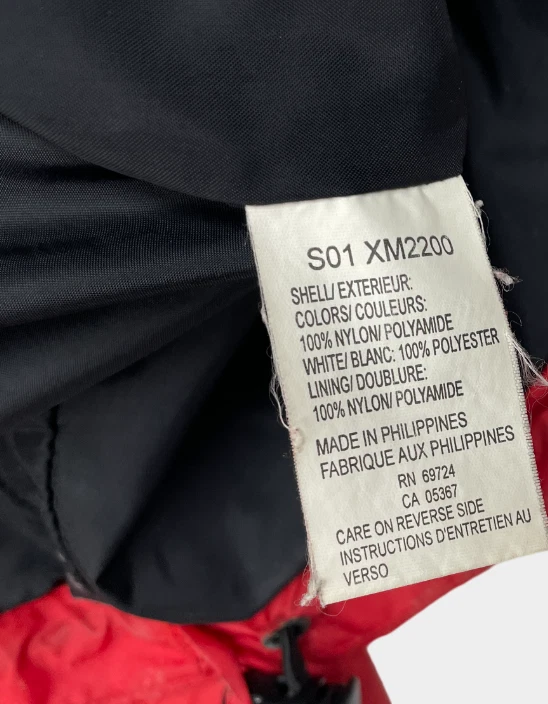 S01 XM2200
SHELL/ EXTERIEUR:
COLORS/ COULEURS:
100% NYLON/ POLYAMIDE
WHITE/ BLANC: 100% POLYESTER
LINING/ DOUBLURE:
100% NYLON/ POLYAMIDE
MADE IN PHILIPPINES
FABRIQUE AUX PHILIPPINES
RN 69724
CA 05367
CARE ON REVERSE SIDE
INSTRUCTIONS D'ENTRETIEN AU
VERSO